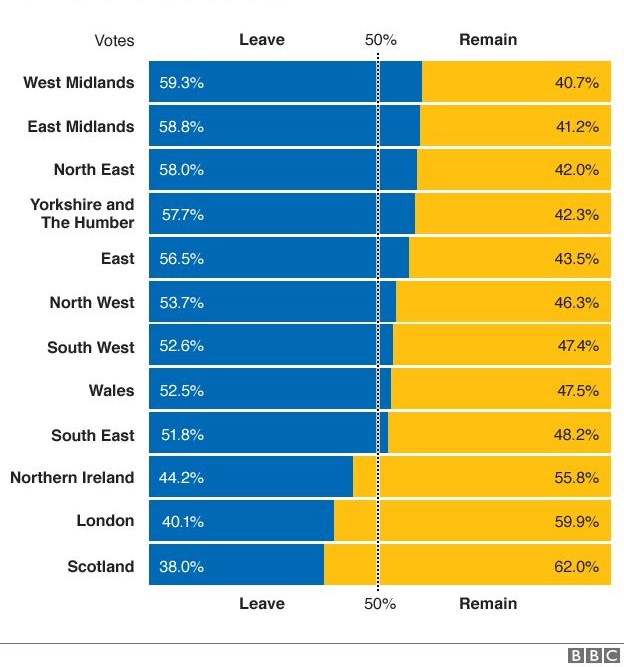 Votes Leave 50% Remain
West Midlands 59.3% 40.7%
East Midlands 58.8% 41.2%
North East 58.0% 42.0%
Yorkshire and
The Humber 57.7% 42.3%
East 56.5% 43.5%
North West 53.7% 46.3%
South West 52.6% 47.4%
Wales 52.5% 47.5%
South East 51.8% 48.2%
Northern Ireland 44.2% 55.8%
London 40.1% 59.9%
Scotland 38.0% 62.0%
Leave 50% Remain
BBC